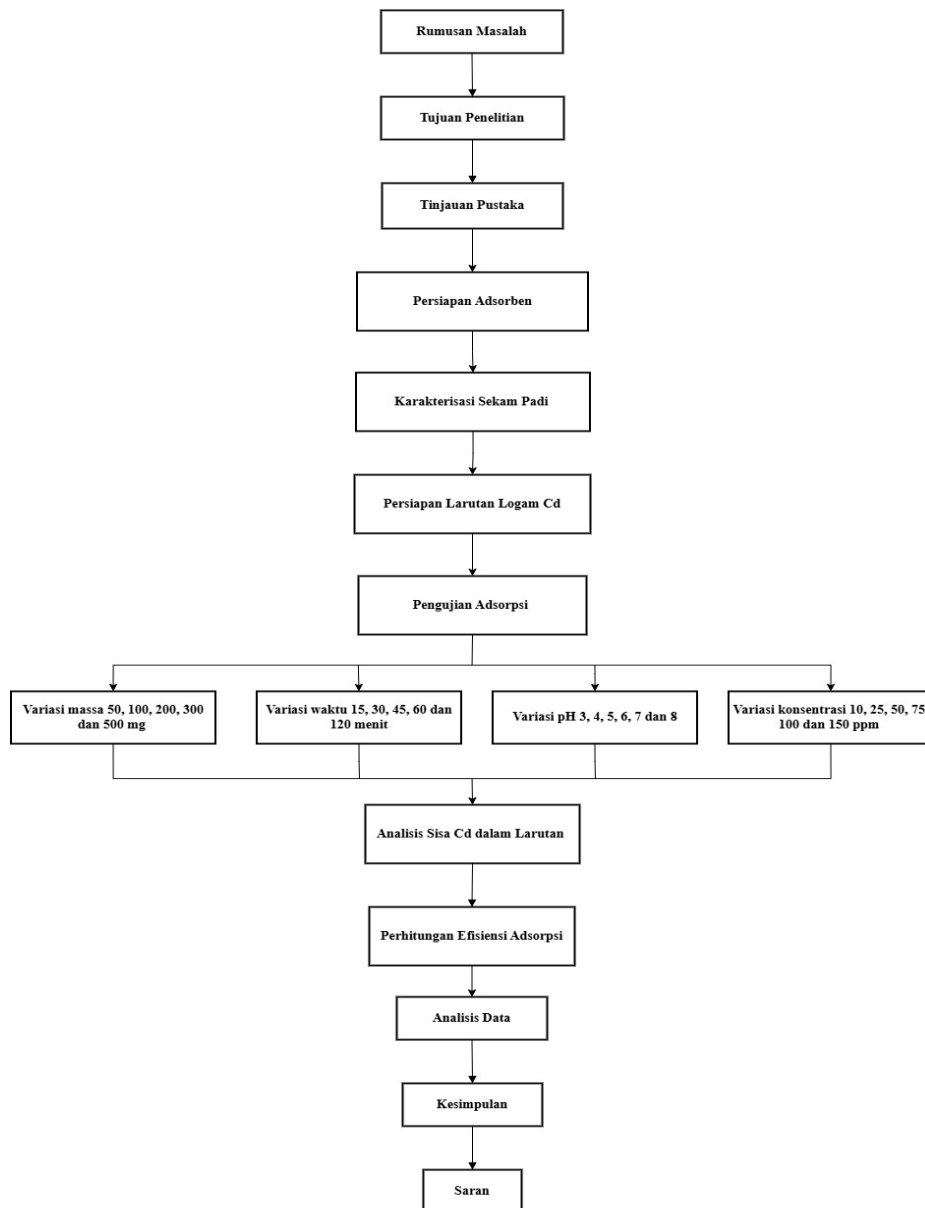 Rumusan Masalah
Tujuan Penelitian
Tinjauan Pustaka
Persiapan Adsorben
Karakterisasi Sekam Padi
Persiapan Larutan Logam Cd
Pengujian Adsorpsi
Variasi massa 50, 100, 200, 300
dan 500 mg
Variasi waktu 15, 30, 45, 60 dan
120 menit
Variasi pH 3, 4, 5, 6, 7 dan 8
Variasi konsentrasi 10, 25, 50, 75
100 dan 150 ppm
Analisis Sisa Cd dalam Larutan
Perhitungan Efisiensi Adsorpsi
Analisis Data
Kesimpulan
Saran